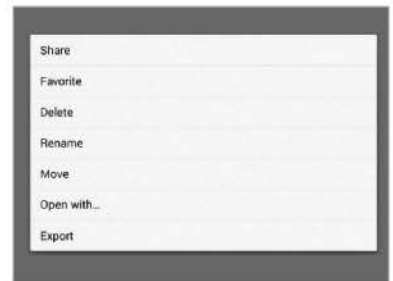 Share
Favorite
Delete
Rename
Move
Open with...
Export